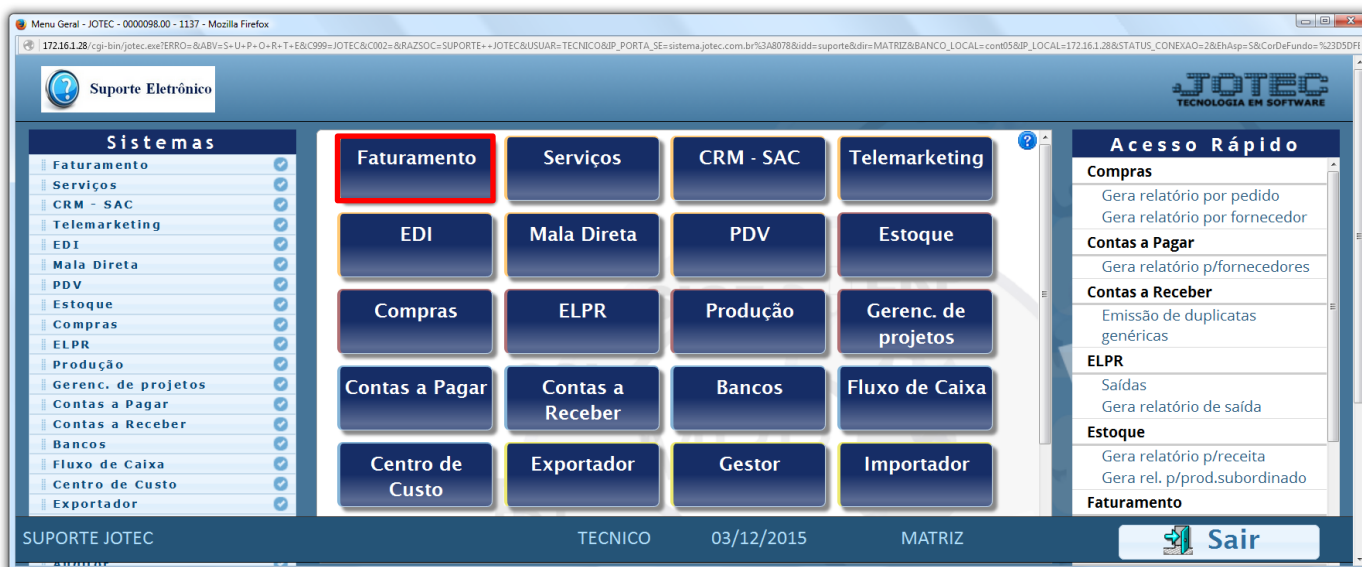 Menu Geral - JOTEC - 0000098.00 - 1137 - Mozilla Firefox
172.16.1.28/cgi-bin/jotec.exe?ERRO=&ABV=S+U+P+O+R+T+E&C999=JOTEC&C002=&RAZSOC=SUPORTE++JOTEC&USUAR=TECNICO&IP_PORTA_SE=sistema.jotec.com.br%3A8078&idd=suporte&dir=MATRIZ&BANCO_LOCAL=cont05&IP_LOCAL=172.16.1.28&STATUS_CONEXAO=2&EhAsp=S&CorDeFundo=%23D5DFE
Suporte Eletrônico
JOTEC
TECNOLOGIA EM SOFTWARE
Sistemas
Faturamento
Serviços
CRM - SAC
Telemarketing
EDI
Mala Direta
PDV
Estoque
Compras
ELPR
Produção
Gerenc. de projetos
Contas a Pagar
Contas a Receber
Bancos
Fluxo de Caixa
Centro de Custo
Exportador
Faturamento
Serviços
CRM - SAC
Telemarketing
EDI
Mala Direta
PDV
Estoque
Compras
ELPR
Produção
Gerenc. de
projetos
Contas a Pagar
Contas a
Receber
Bancos
Fluxo de Caixa
Centro de
Custo
Exportador
Gestor
Importador
Acesso Rápido
Compras
Gera relatório por pedido
Gera relatório por fornecedor
Contas a Pagar
Gera relatório p/fornecedores
Contas a Receber
Emissão de duplicatas
genéricas
ELPR
Saídas
Gera relatório de saída
Estoque
Gera relatório p/receita
Gera rel. p/prod.subordinado
Faturamento
SUPORTE JOTEC
TECNICO
03/12/2015
MATRIZ
Sair